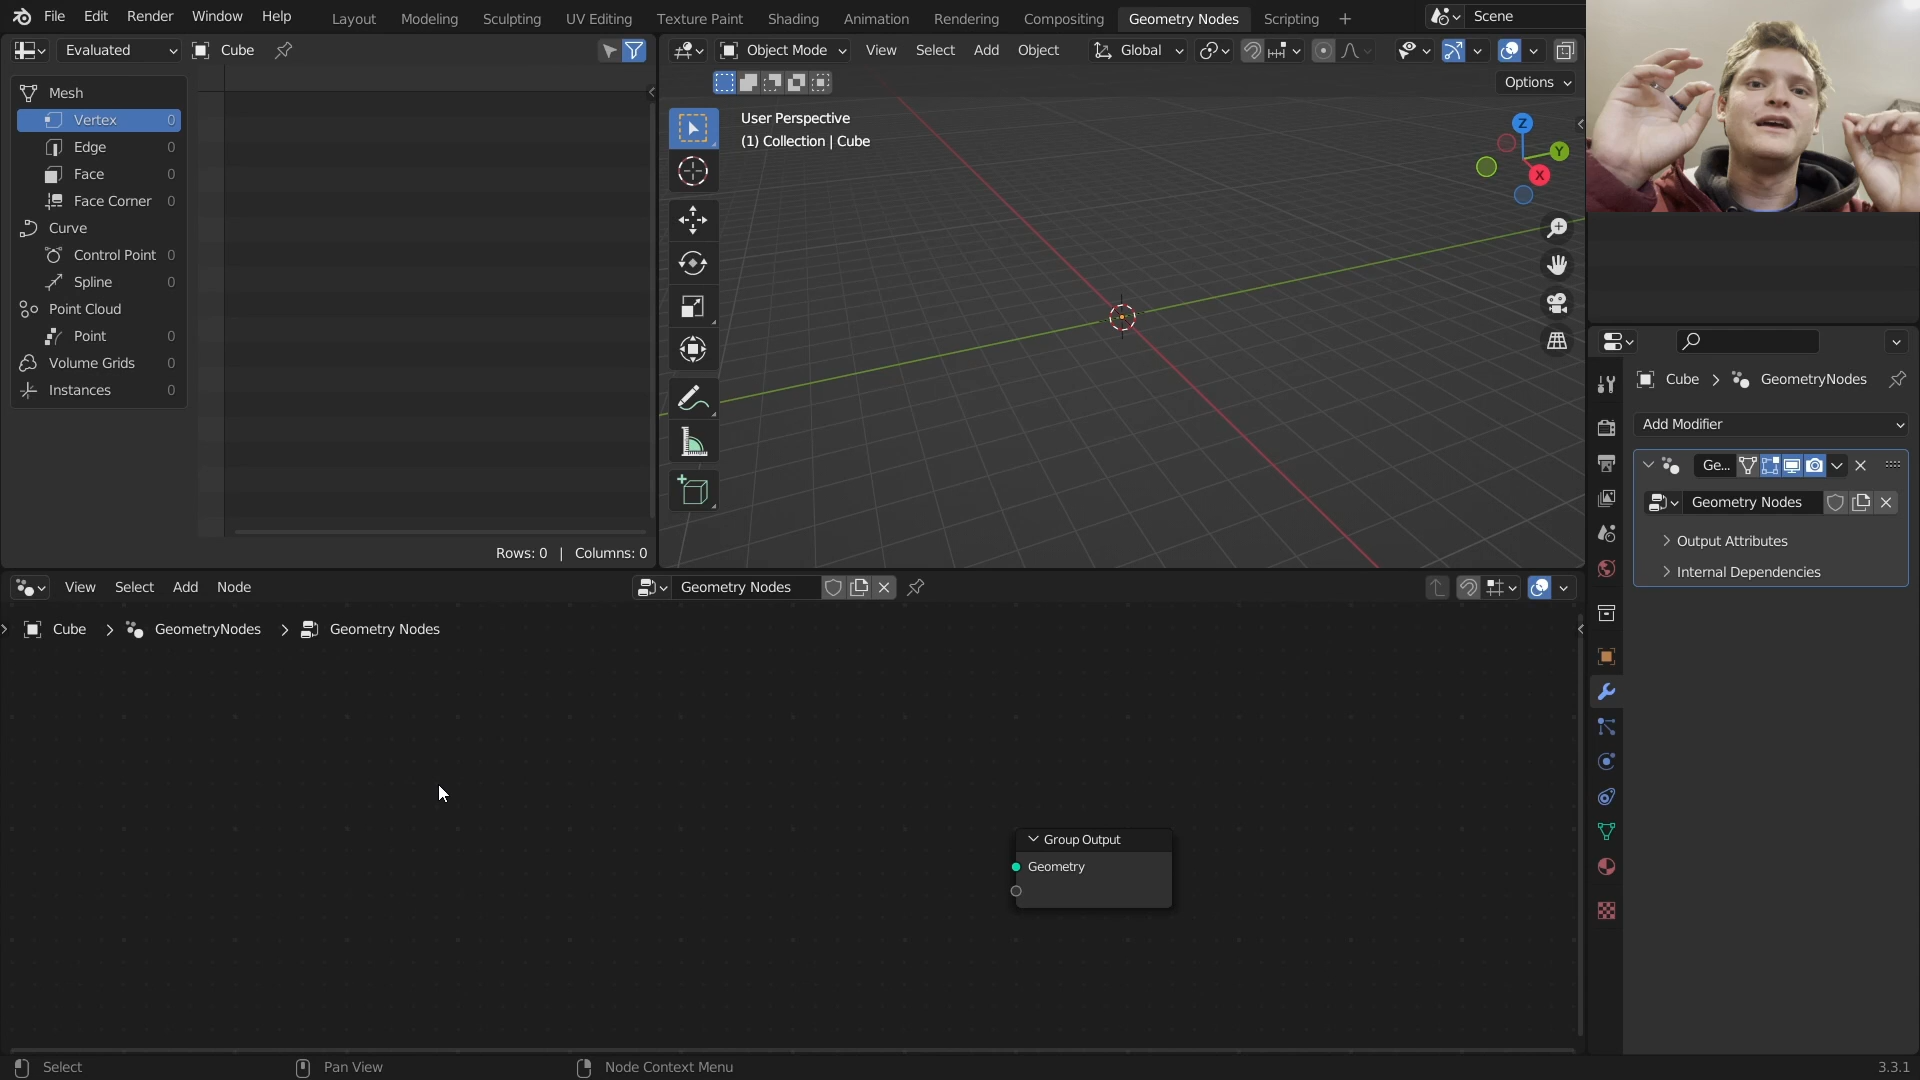 File Edit Render Window Help Layout Modeling Sculpting UV Editing Texture Paint Shading Animation Rendering Compositing Geometry Nodes Scripting + Scene
Evaluated Cube Object Mode View Select Add Object Global
Options
Mesh
Vertex 0
Edge 0
Face 0
Face Corner 0
Curve
Control Point 0
Spline 0
Point Cloud
Point 0
Volume Grids 0
Instances 0
Rows: 0 | Columns: 0
User Perspective
(1) Collection | Cube
Z
Y
X
Cube > GeometryNodes
Add Modifier
Ge...
Geometry Nodes
Output Attributes
Internal Dependencies
View Select Add Node Geometry Nodes
Cube > GeometryNodes > Geometry Nodes
Group Output
Geometry
Select Pan View Node Context Menu 3.3.1